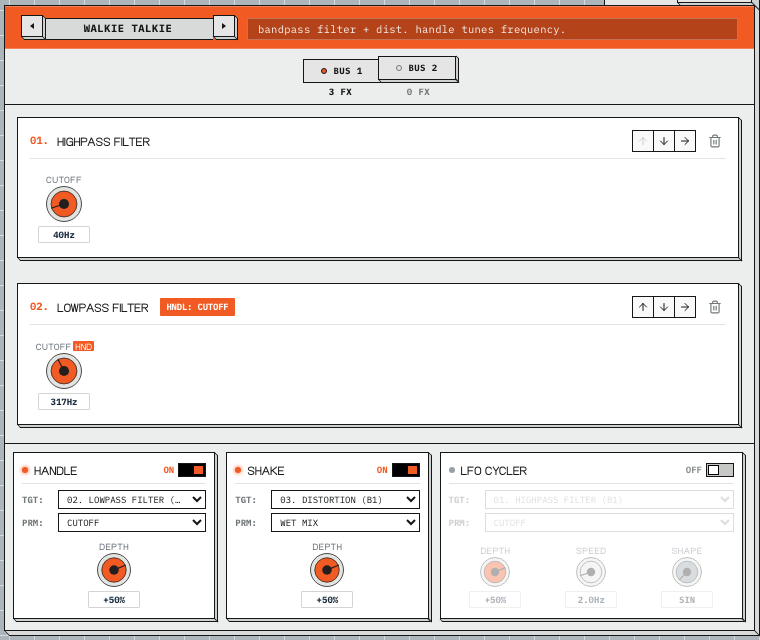 WALKIE TALKIE
bandpass filter + dist. handle tunes frequency.
BUS 1
BUS 2
3 FX
0 FX
01. HIGHPASS FILTER
CUTOFF
40Hz
02. LOWPASS FILTER
HNDL: CUTOFF
CUTOFF HND
317Hz
HANDLE
ON
TGT: 02. LOWPASS FILTER (…
PRM: CUTOFF
DEPTH
+50%
SHAKE
ON
TGT: 03. DISTORTION (B1)
PRM: WET MIX
DEPTH
+50%
LFO CYCLER
OFF
TGT: 01. HIGHPASS FILTER (B1)
PRM: CUTOFF
DEPTH
SPEED
SHAPE
+50%
2.0Hz
SIN